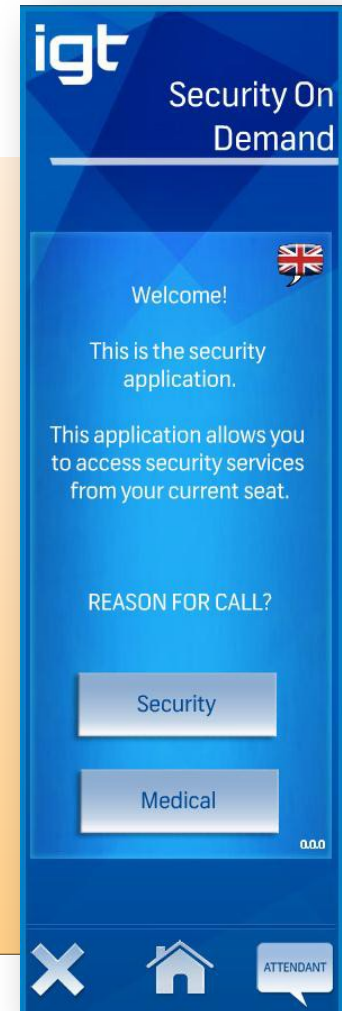 igt
Security On
Demand
Welcome!
This is the security
application.
This application allows you
to access security services
from your current seat.
REASON FOR CALL?
Security
Medical
0.0.0
ATTENDANT